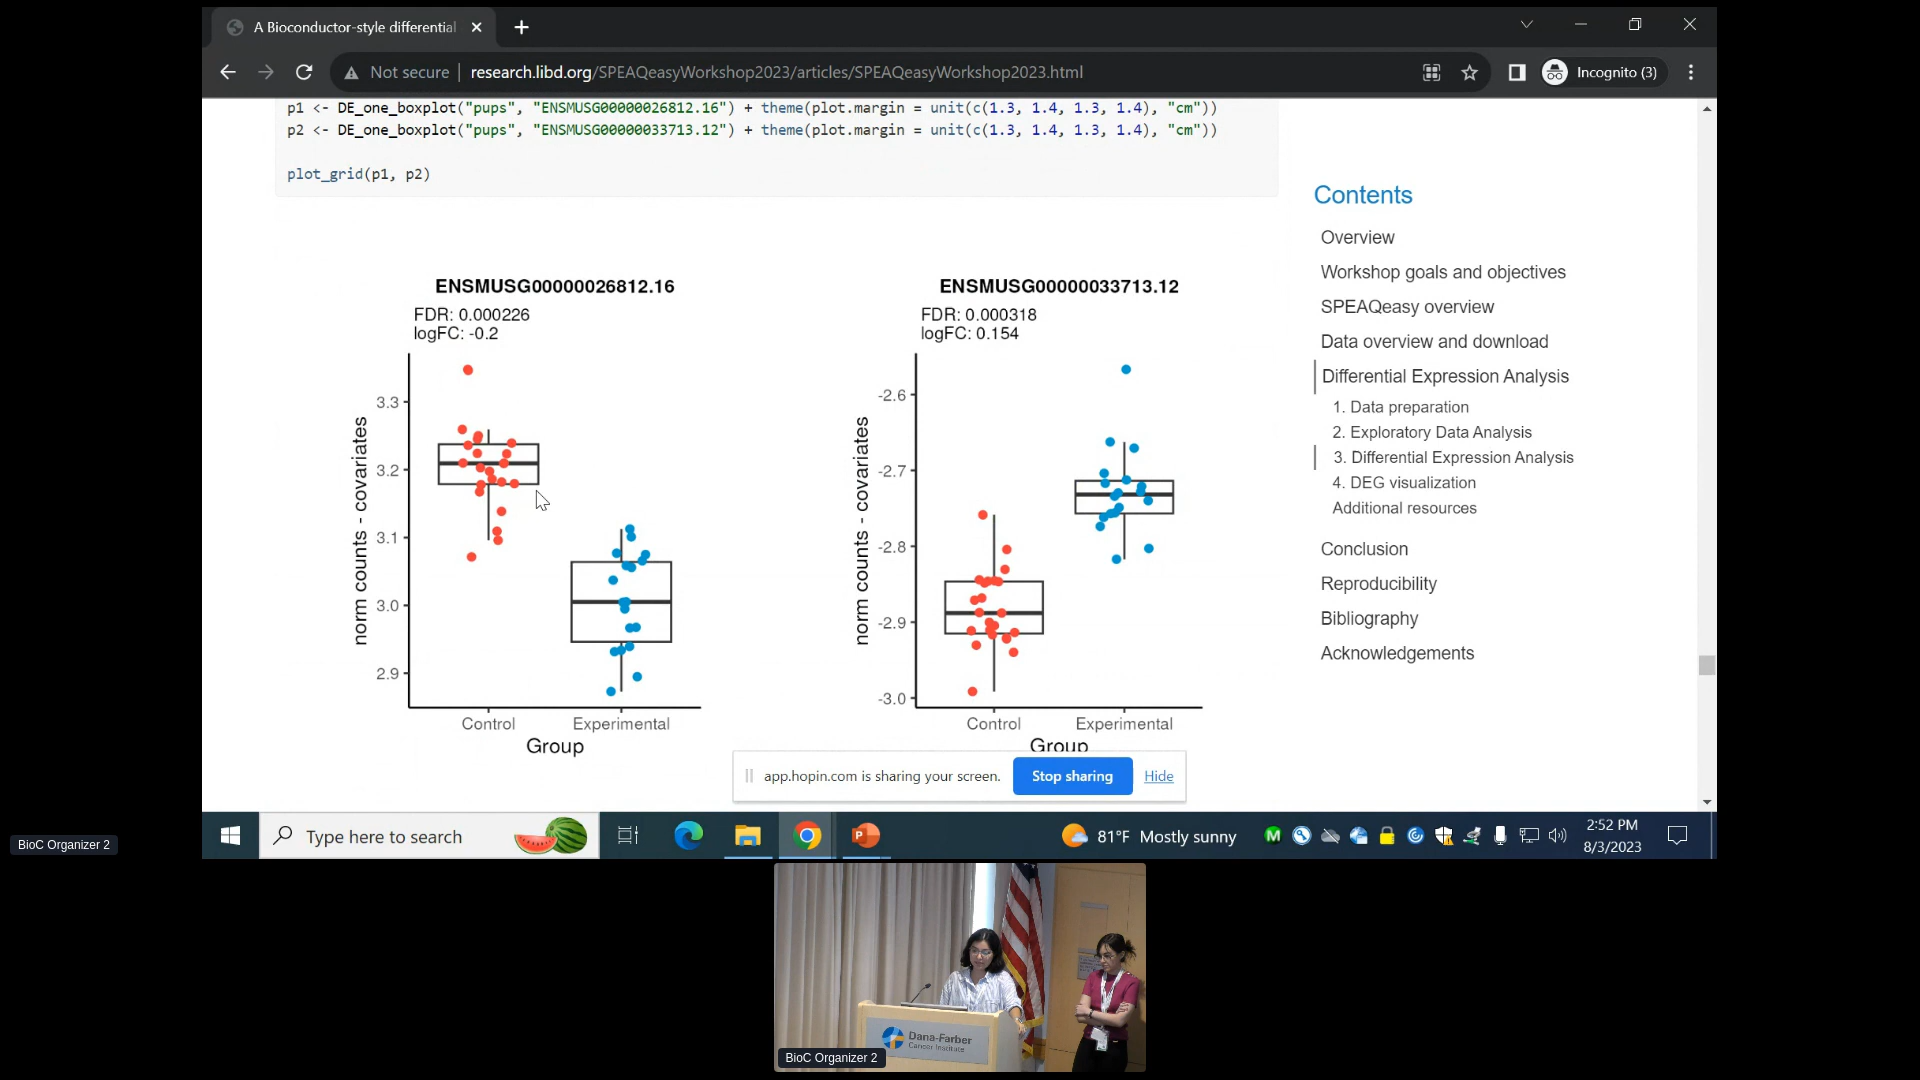 A Bioconductor-style differential
Not secure
research.libd.org/SPEAQeasyWorkshop2023/articles/SPEAQeasyWorkshop2023.html
Incognito (3)
p1 <- DE_one_boxplot("pups", "ENSMUSG00000026812.16") + theme(plot.margin = unit(c(1.3, 1.4, 1.3, 1.4), "cm"))
p2 <- DE_one_boxplot("pups", "ENSMUSG00000033713.12") + theme(plot.margin = unit(c(1.3, 1.4, 1.3, 1.4), "cm"))
plot_grid(p1, p2)
ENSMUSG00000026812.16
FDR: 0.000226
logFC: -0.2
norm counts - covariates
3.3
3.2
3.1
3.0
2.9
Control
Experimental
Group
ENSMUSG00000033713.12
FDR: 0.000318
logFC: 0.154
norm counts - covariates
-2.6
-2.7
-2.8
-2.9
-3.0
Control
Experimental
Group
Contents
Overview
Workshop goals and objectives
SPEAQeasy overview
Data overview and download
Differential Expression Analysis
1. Data preparation
2. Exploratory Data Analysis
3. Differential Expression Analysis
4. DEG visualization
Additional resources
Conclusion
Reproducibility
Bibliography
Acknowledgements
app.hopin.com is sharing your screen.
Stop sharing
Hide
Type here to search
81°F Mostly sunny
2:52 PM
8/3/2023
BioC Organizer 2
Dana-Farber
Cancer Institute
BioC Organizer 2